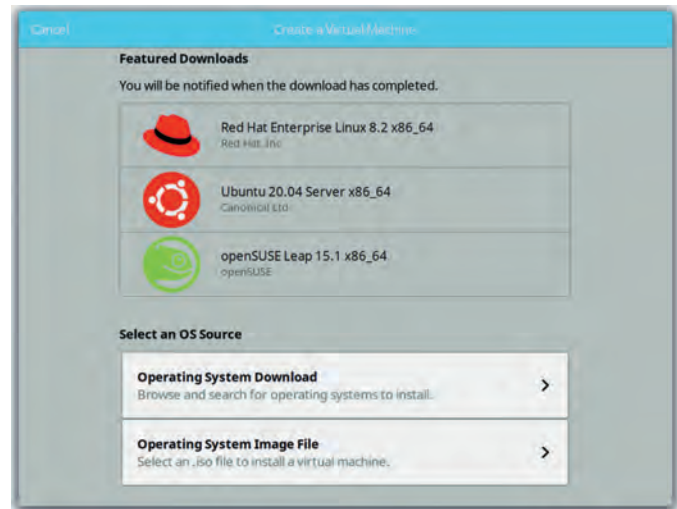 Cancel
Create a Virtual Machine
Featured Downloads
You will be notified when the download has completed.
Red Hat Enterprise Linux 8.2 x86_64
Red Hat, Inc
Ubuntu 20.04 Server x86_64
Canonical Ltd
openSUSE Leap 15.1 x86_64
openSUSE
Select an OS Source
Operating System Download
Browse and search for operating systems to install.
Operating System Image File
Select an .iso file to install a virtual machine.